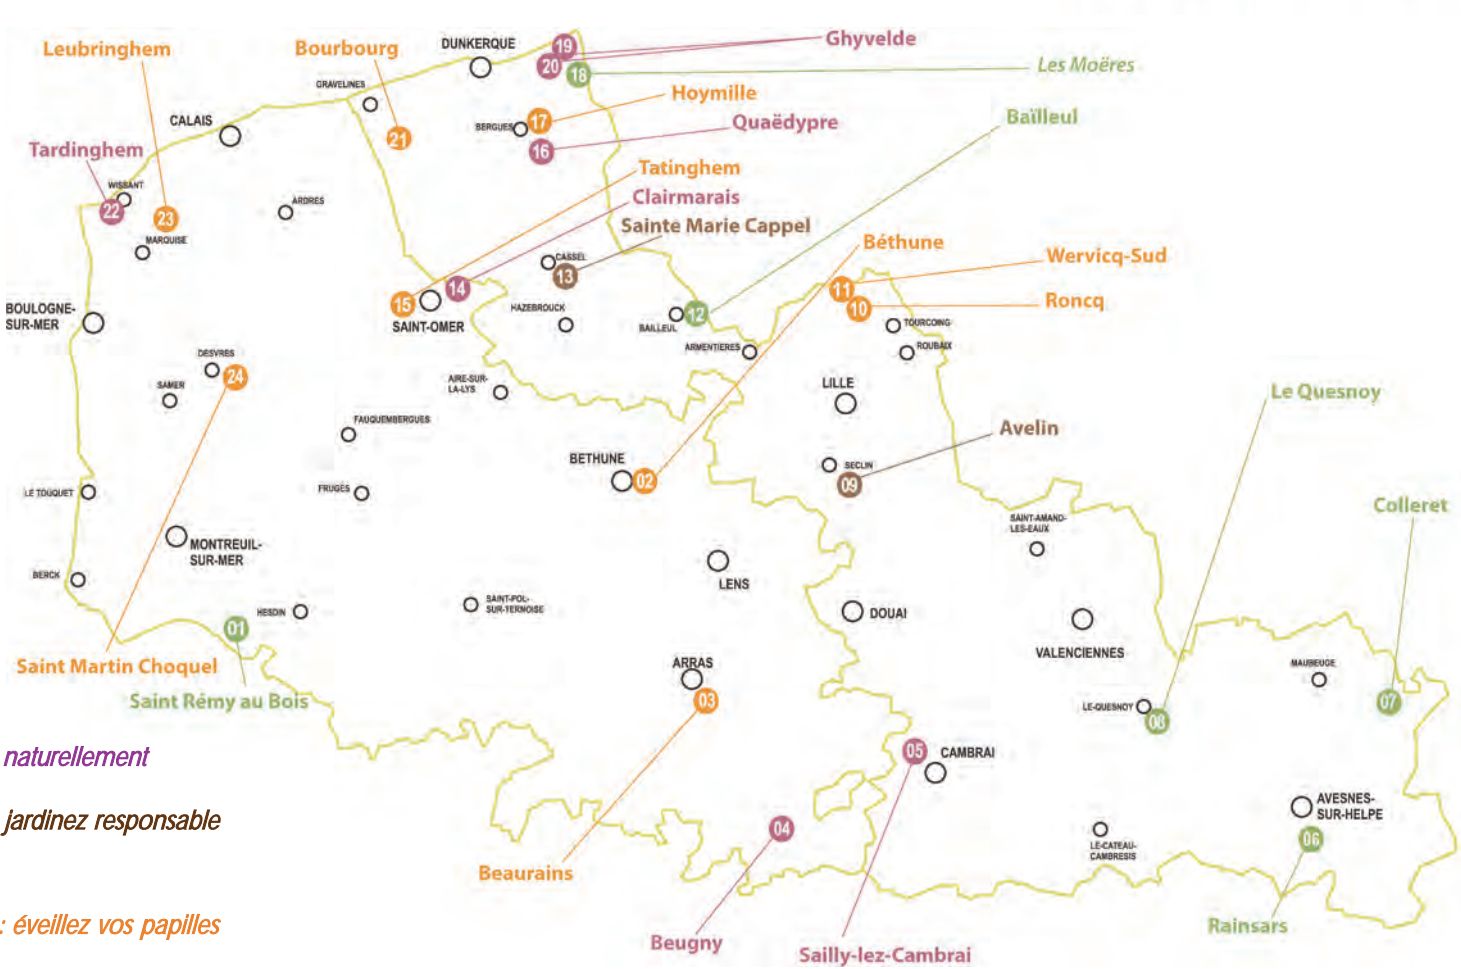 Leubringhem
Bourbourg
DUNKERQUE
19
Ghyvelde
20
18
Les Moëres
GRAVELINES
Hoymille
CALAIS
21
BERGUES
17
Quaëdypre
Baïlleul
Tardinghem
16
Tatinghem
WISSANT
22
23
ARDRES
Clairmarais
MARQUISE
Sainte Marie Cappel
Béthune
CASSEL
13
Wervicq-Sud
14
15
11
10
Roncq
BOULOGNE-
SUR-MER
SAINT-OMER
HAZEBROUCK
BAILLEUL
12
TOURCOING
ARMENTIERES
ROUBAIX
DESVRES
24
SAMER
AIRE-SUR-
LA-LYS
LILLE
Le Quesnoy
FAUQUEMBERGUES
Avelin
BETHUNE
02
SECLIN
09
LE TOUQUET
FRUGES
Colleret
SAINT-AMAND-
LES-EAUX
MONTREUIL-
SUR-MER
BERCK
LENS
HESDIN
SAINT-POL-
SUR-TERNOISE
DOUAI
01
VALENCIENNES
Saint Martin Choquel
ARRAS
MAUBEUGE
Saint Rémy au Bois
03
LE-QUESNOY
08
07
naturellement
05
CAMBRAI
jardinez responsable
04
AVESNES-
SUR-HELPE
06
LE-CATEAU-
CAMBRESIS
Beaurains
: éveillez vos papilles
Rainsars
Beugny
Sailly-lez-Cambrai